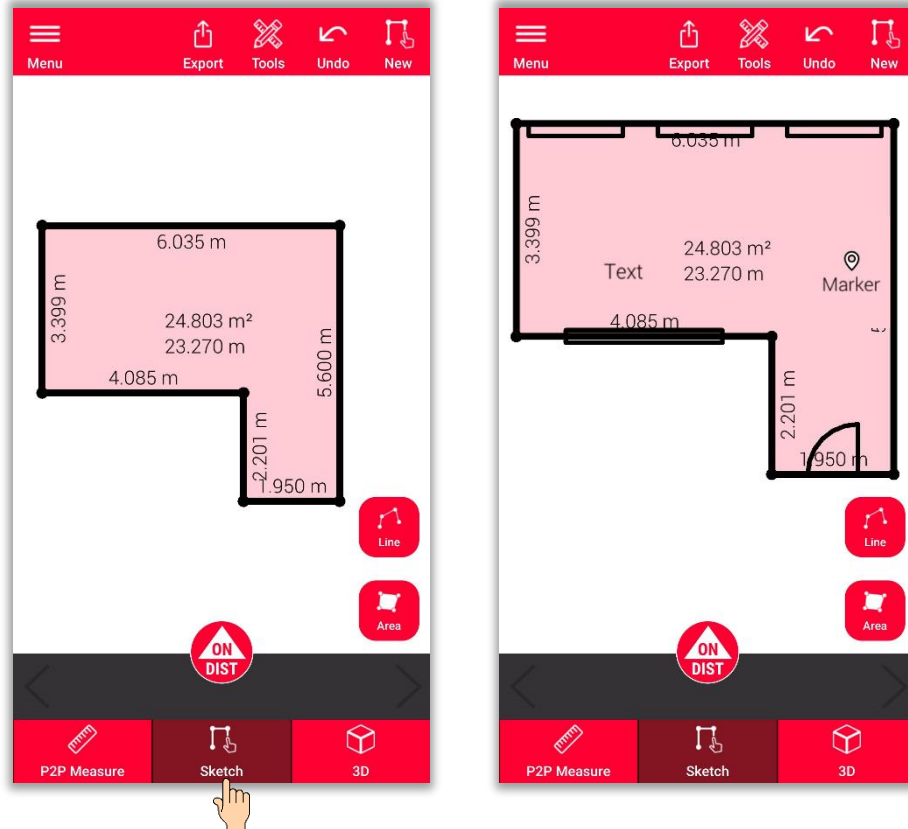 Menu
Export
Tools
Undo
New
6.035 m
3.399 m
24.803 m²
23.270 m
5.600 m
4.085 m
2.201 m
1.950 m
Line
Area
ON
DIST
P2P Measure
Sketch
3D
Menu
Export
Tools
Undo
New
6.035 m
3.399 m
24.803 m²
Text
23.270 m
Marker
4.085 m
2.201 m
1.950 m
Line
Area
ON
DIST
P2P Measure
Sketch
3D